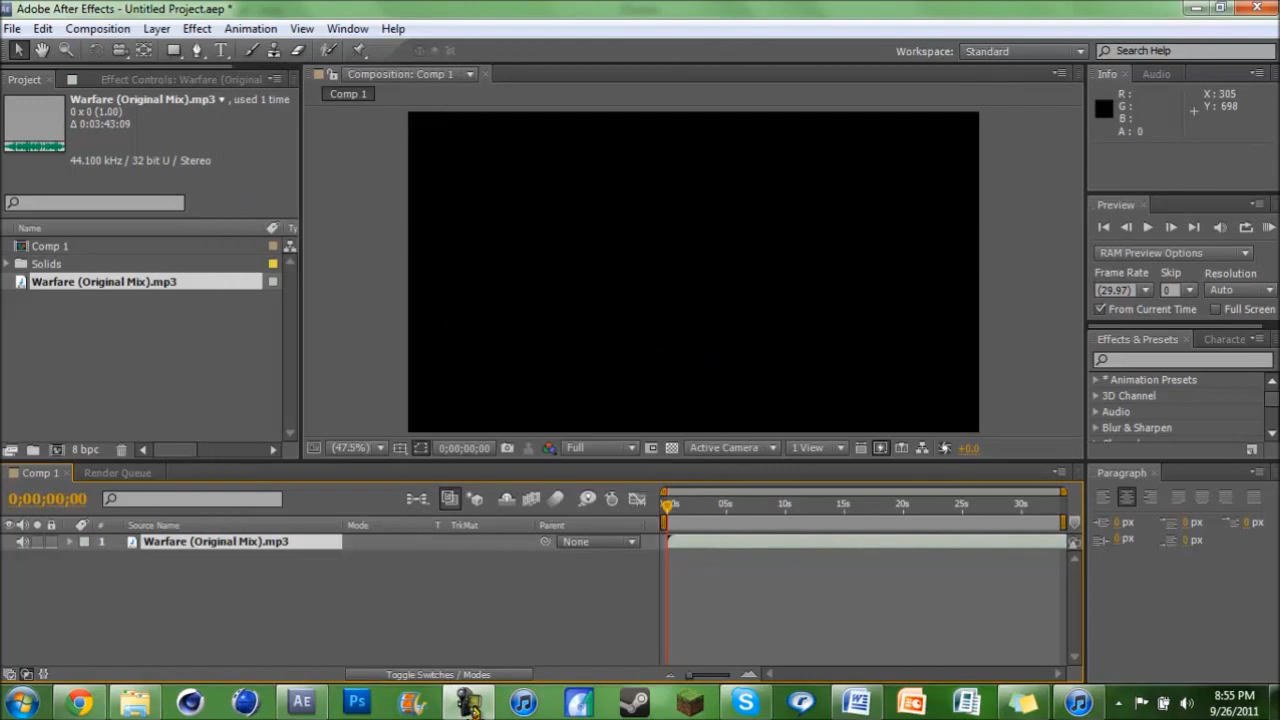 Adobe After Effects - Untitled Project.aep *
File Edit Composition Layer Effect Animation View Window Help
Workspace: Standard Search Help
Project Effect Controls: Warfare (Original Composition: Comp 1 Info Audio
Comp 1
Warfare (Original Mix).mp3 , used 1 time
0 x 0 (1.00)
Δ 0:03:43:09
44.100 kHz / 32 bit U / Stereo
R : X : 305
G : Y : 698
B :
A : 0
Preview
Name Ty
Comp 1
Solids
Warfare (Original Mix).mp3
RAM Preview Options
Frame Rate Skip Resolution
(29.97) 0 Auto
From Current Time Full Screen
Effects & Presets Characte
* Animation Presets
3D Channel
Audio
Blur & Sharpen
8 bpc (47.5%) 0;00;00;00 Full Active Camera 1 View +0.0
Comp 1 Render Queue Paragraph
0;00;00;00 05s 10s 15s 20s 25s 30s
# Source Name Mode T TrkMat Parent
1 Warfare (Original Mix).mp3 None
0 px 0 px 0 px
0 px 0 px
Toggle Switches / Modes
AE Ps
8:55 PM
9/26/2011